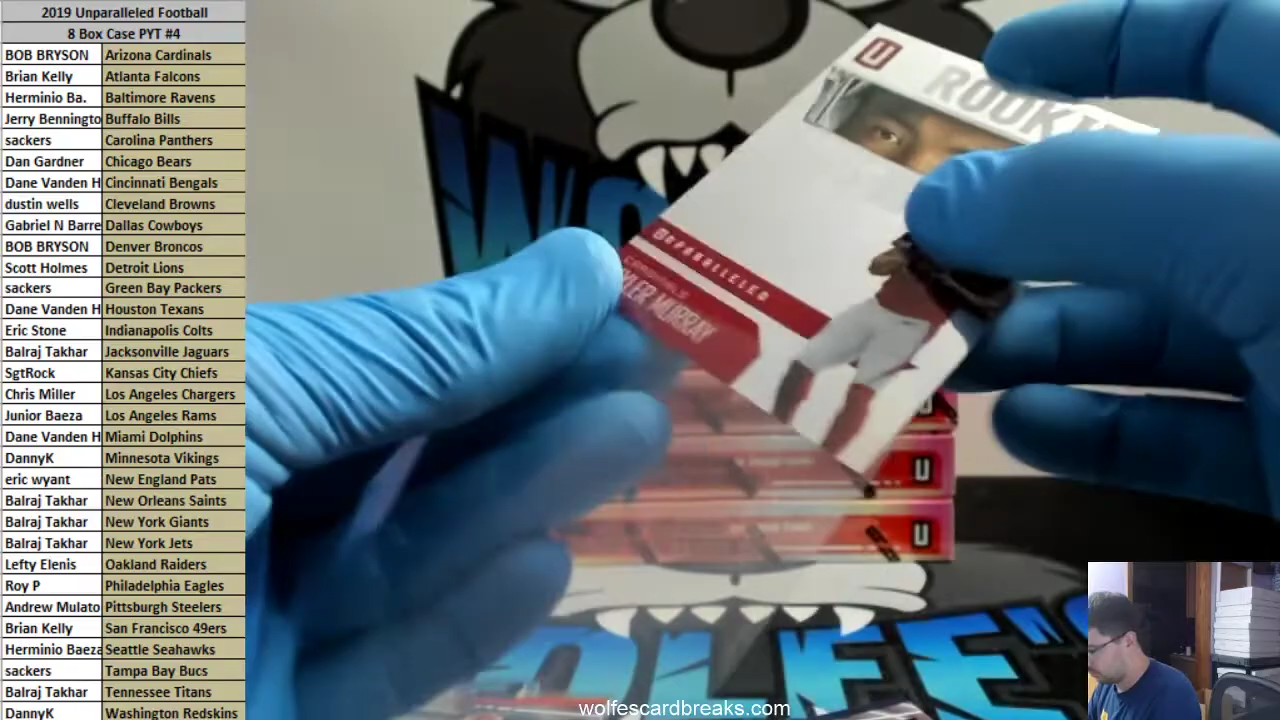 2019 Unparalleled Football
8 Box Case PYT #4
BOB BRYSON Arizona Cardinals
Brian Kelly Atlanta Falcons
Herminio Ba. Baltimore Ravens
Jerry Benningto Buffalo Bills
sackers Carolina Panthers
Dan Gardner Chicago Bears
Dane Vanden H Cincinnati Bengals
dustin wells Cleveland Browns
Gabriel N Barre Dallas Cowboys
BOB BRYSON Denver Broncos
Scott Holmes Detroit Lions
sackers Green Bay Packers
Dane Vanden H Houston Texans
Eric Stone Indianapolis Colts
Balraj Takhar Jacksonville Jaguars
SgtRock Kansas City Chiefs
Chris Miller Los Angeles Chargers
Junior Baeza Los Angeles Rams
Dane Vanden H Miami Dolphins
DannyK Minnesota Vikings
eric wyant New England Pats
Balraj Takhar New Orleans Saints
Balraj Takhar New York Giants
Balraj Takhar New York Jets
Lefty Elenis Oakland Raiders
Roy P Philadelphia Eagles
Andrew Mulato Pittsburgh Steelers
Brian Kelly San Francisco 49ers
Herminio Baeza Seattle Seahawks
sackers Tampa Bay Bucs
Balraj Takhar Tennessee Titans
DannyK Washington Redskins
U
ROOK
UNPARALLELED
CARDINALS
YLER MURRAY
U
U
OLFE'S
wolfescardbreaks.com